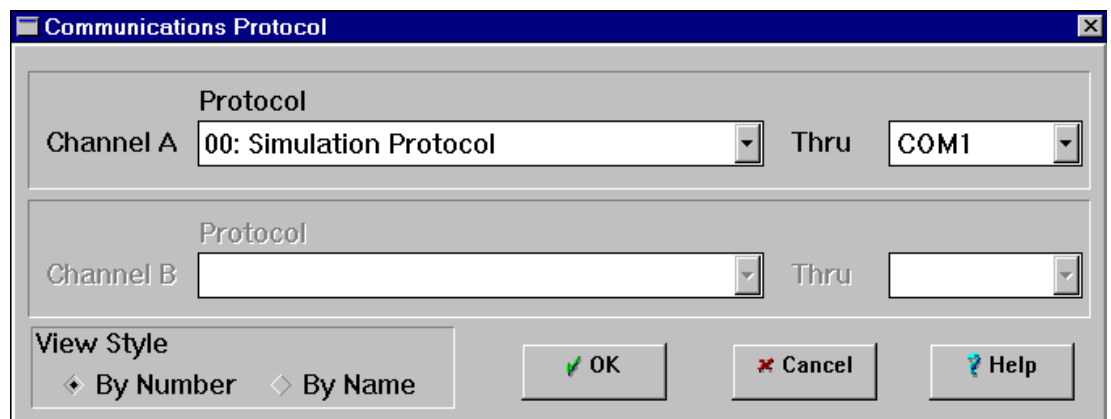 Communications Protocol
Protocol
Channel A 00: Simulation Protocol Thru COM1
Protocol
Channel B Thru
View Style
By Number By Name
OK Cancel Help